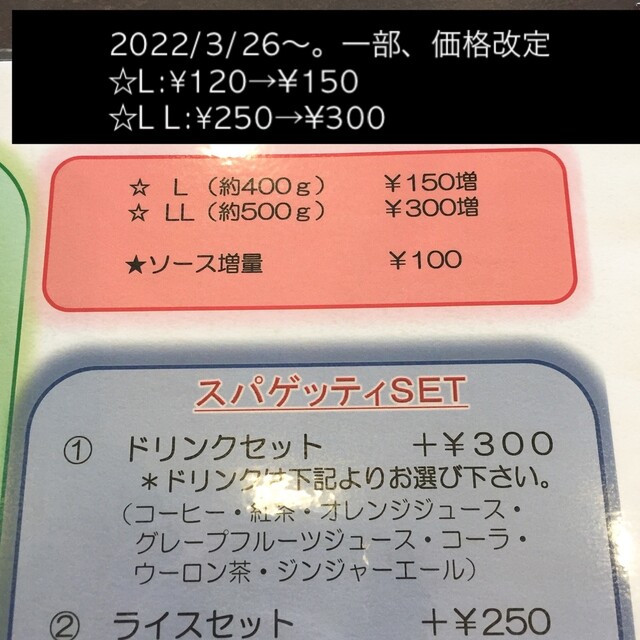 2022/3/26〜。一部、価格改定
☆L:¥120→¥150
☆LL:¥250→¥300
☆ L（約400g） ¥150増
☆ LL（約500g） ¥300増
★ソース増量 ¥100
スパゲッティSET
① ドリンクセット ＋¥300
＊ドリンクは下記よりお選び下さい。
（コーヒー・紅茶・オレンジジュース・
グレープフルーツジュース・コーラ・
ウーロン茶・ジンジャーエール）
② ライスセット ＋¥250